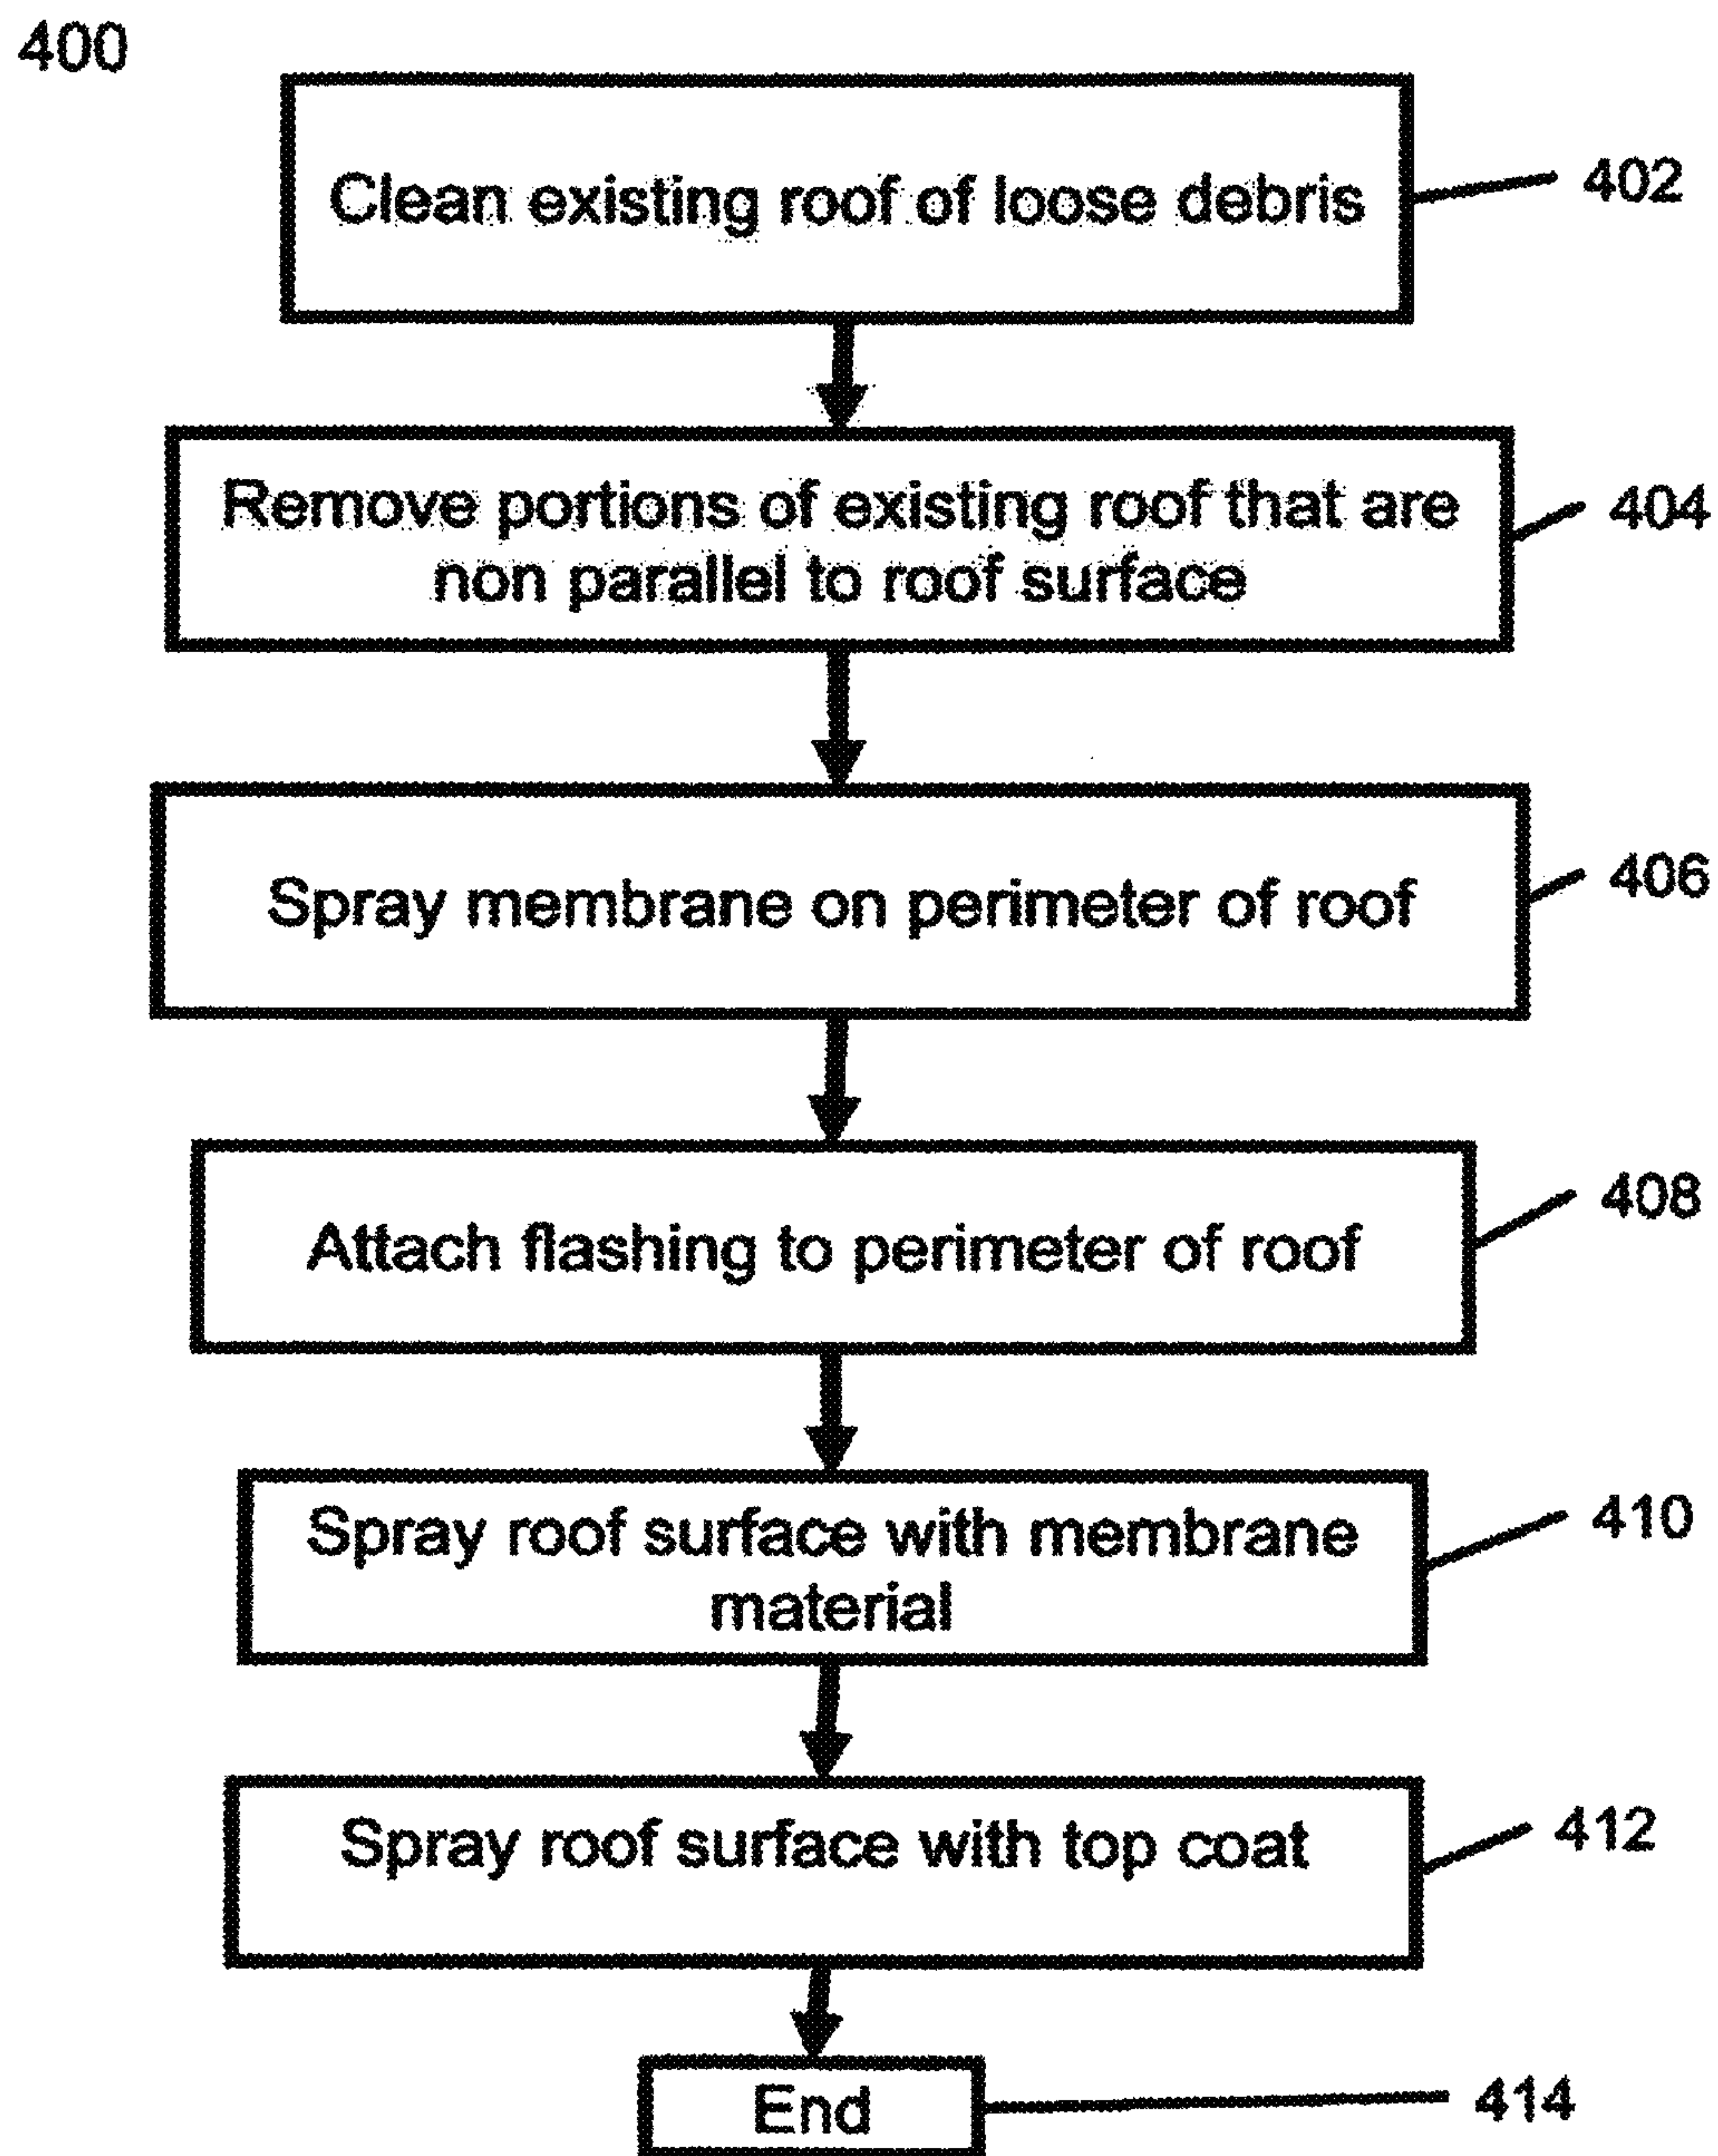 400
Clean existing roof of loose debris
402
Remove portions of existing roof that are
non parallel to roof surface
404
Spray membrane on perimeter of roof
406
Attach flashing to perimeter of roof
408
Spray roof surface with membrane
material
410
Spray roof surface with top coat
412
End
414